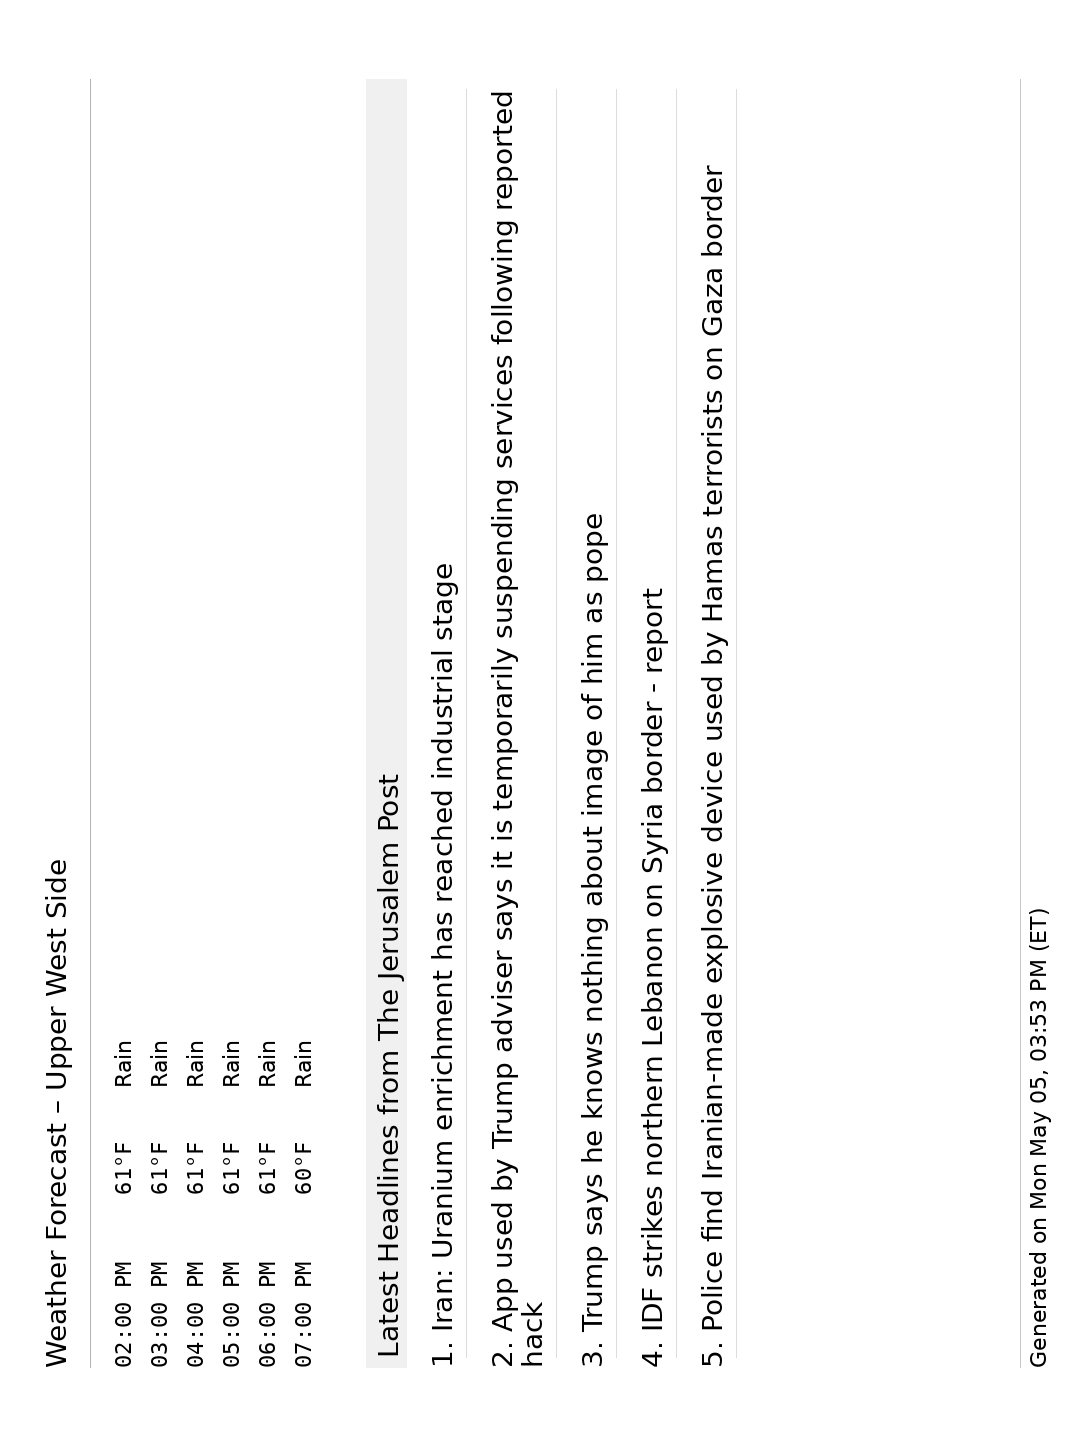 Weather Forecast – Upper West Side
02:00 PM 61°F Rain
03:00 PM 61°F Rain
04:00 PM 61°F Rain
05:00 PM 61°F Rain
06:00 PM 61°F Rain
07:00 PM 60°F Rain
Latest Headlines from The Jerusalem Post
1. Iran: Uranium enrichment has reached industrial stage
2. App used by Trump adviser says it is temporarily suspending services following reported
hack
3. Trump says he knows nothing about image of him as pope
4. IDF strikes northern Lebanon on Syria border - report
5. Police find Iranian-made explosive device used by Hamas terrorists on Gaza border
Generated on Mon May 05, 03:53 PM (ET)